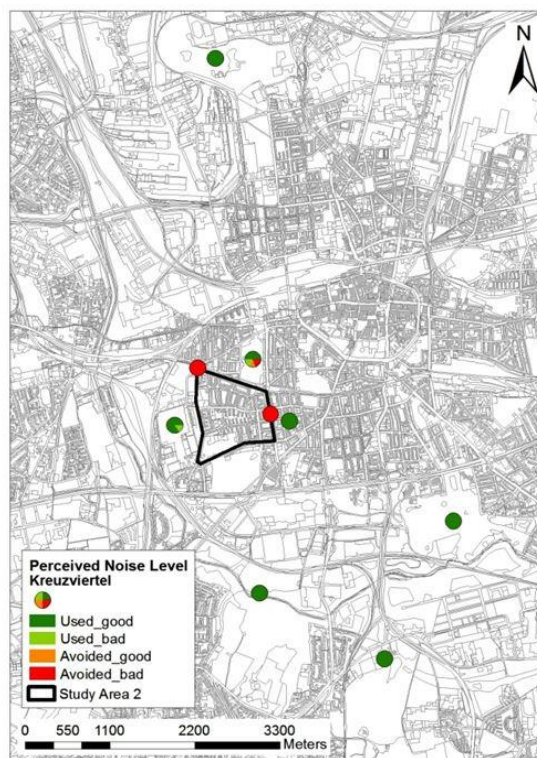 N
Perceived Noise Level
Kreuzviertel
Used_good
Used_bad
Avoided_good
Avoided_bad
Study Area 2
0 550 1100 2200 3300
Meters